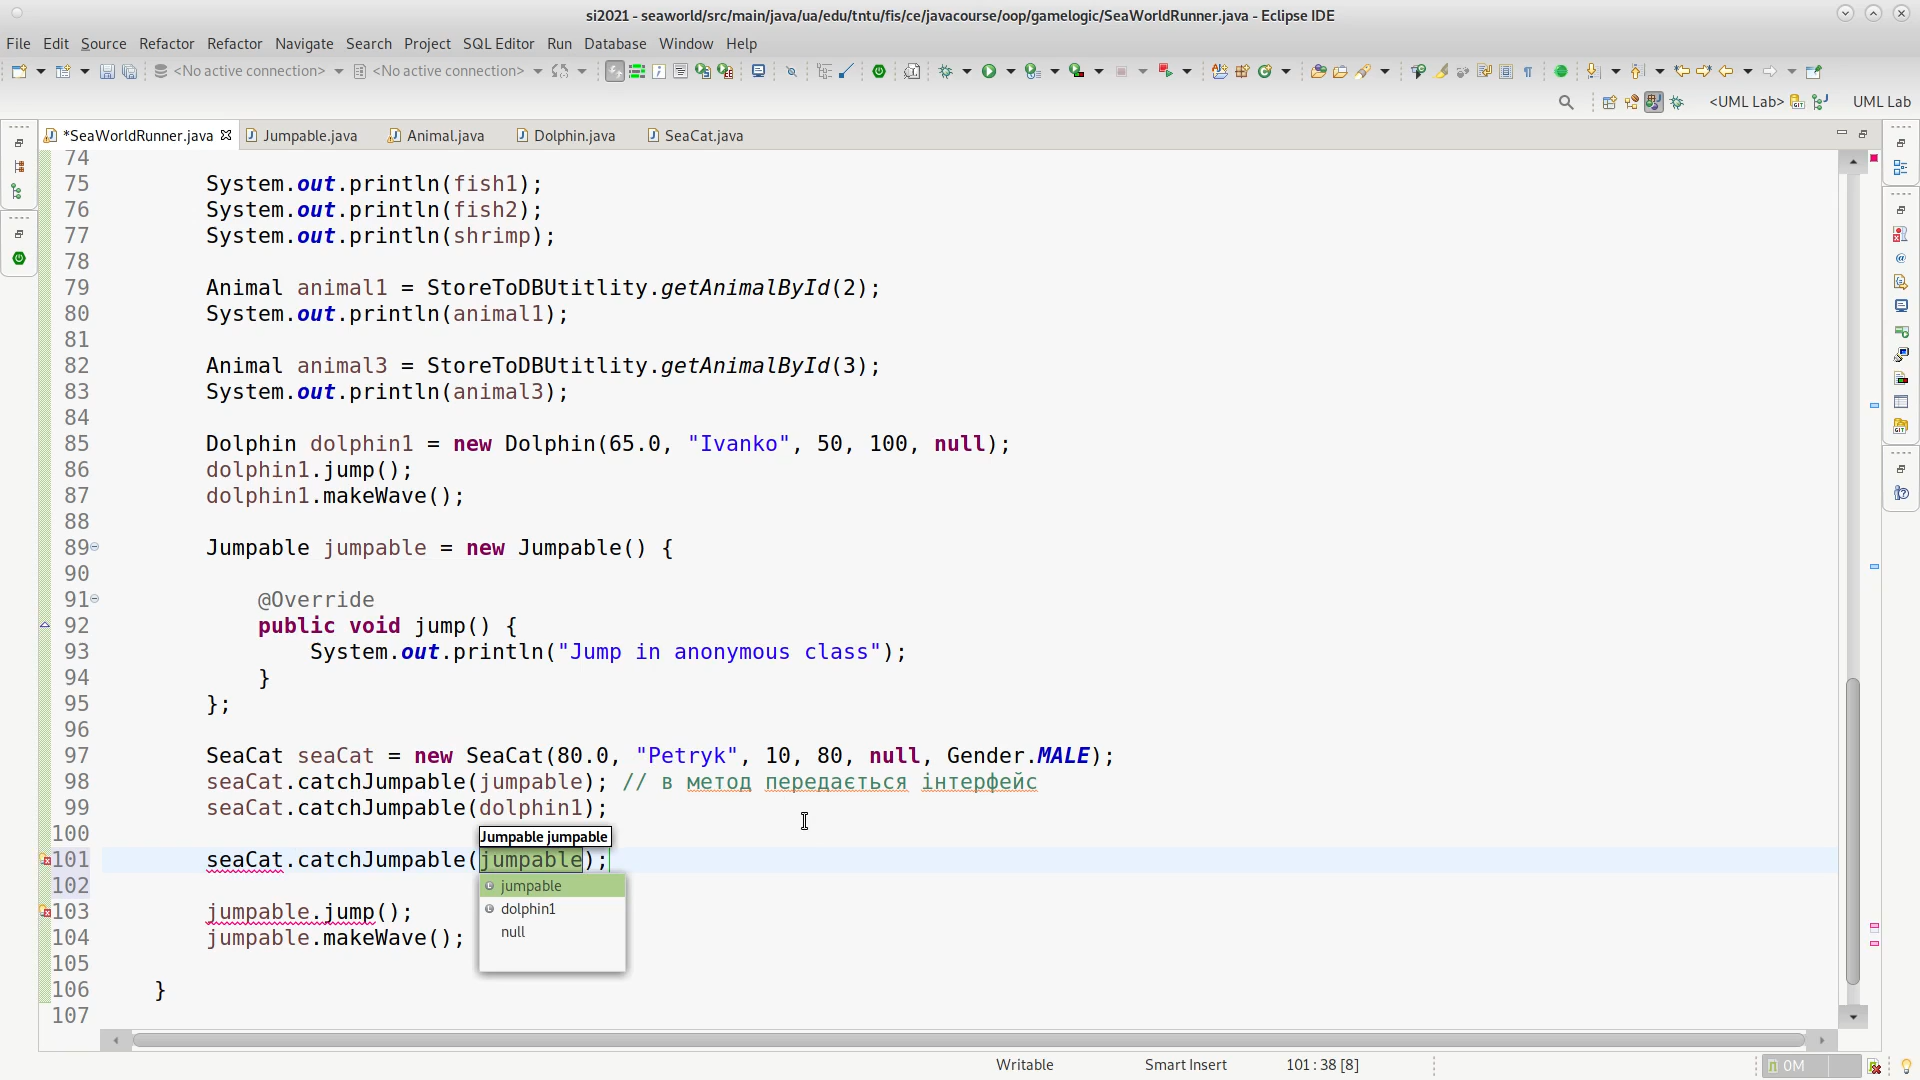 si2021 - seaworld/src/main/java/ua/edu/tntu/fis/ce/javacourse/oop/gamelogic/SeaWorldRunner.java - Eclipse IDE
File Edit Source Refactor Refactor Navigate Search Project SQL Editor Run Database Window Help
<No active connection> <No active connection>
<UML Lab> UML Lab
*SeaWorldRunner.java Jumpable.java Animal.java Dolphin.java SeaCat.java
74
75 System.out.println(fish1);
76 System.out.println(fish2);
77 System.out.println(shrimp);
78
79 Animal animal1 = StoreToDBUtitlity.getAnimalById(2);
80 System.out.println(animal1);
81
82 Animal animal3 = StoreToDBUtitlity.getAnimalById(3);
83 System.out.println(animal3);
84
85 Dolphin dolphin1 = new Dolphin(65.0, "Ivanko", 50, 100, null);
86 dolphin1.jump();
87 dolphin1.makeWave();
88
89 Jumpable jumpable = new Jumpable() {
90
91 @Override
92 public void jump() {
93 System.out.println("Jump in anonymous class");
94 }
95 };
96
97 SeaCat seaCat = new SeaCat(80.0, "Petryk", 10, 80, null, Gender.MALE);
98 seaCat.catchJumpable(jumpable); // в метод передається інтерфейс
99 seaCat.catchJumpable(dolphin1);
100
Jumpable jumpable
101 seaCat.catchJumpable(jumpable);
102
jumpable
dolphin1
null
103 jumpable.jump();
104 jumpable.makeWave();
105
106 }
107
Writable Smart Insert 101 : 38 [8] 0M